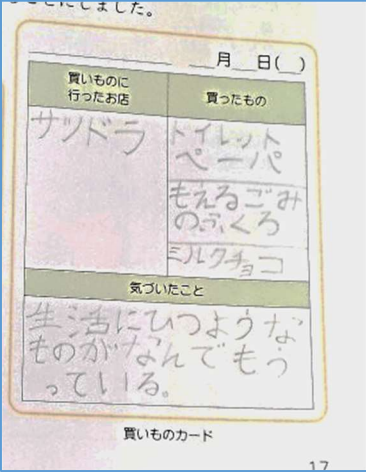 ことにしました。
月 日( )
買いものに
行ったお店
買ったもの
サツドラ
トイレット
ペーパ
もえるごみ
のふくろ
ミルクチョコ
気づいたこと
生活にひつような
ものがなんでもう
っている。
買いものカード
17